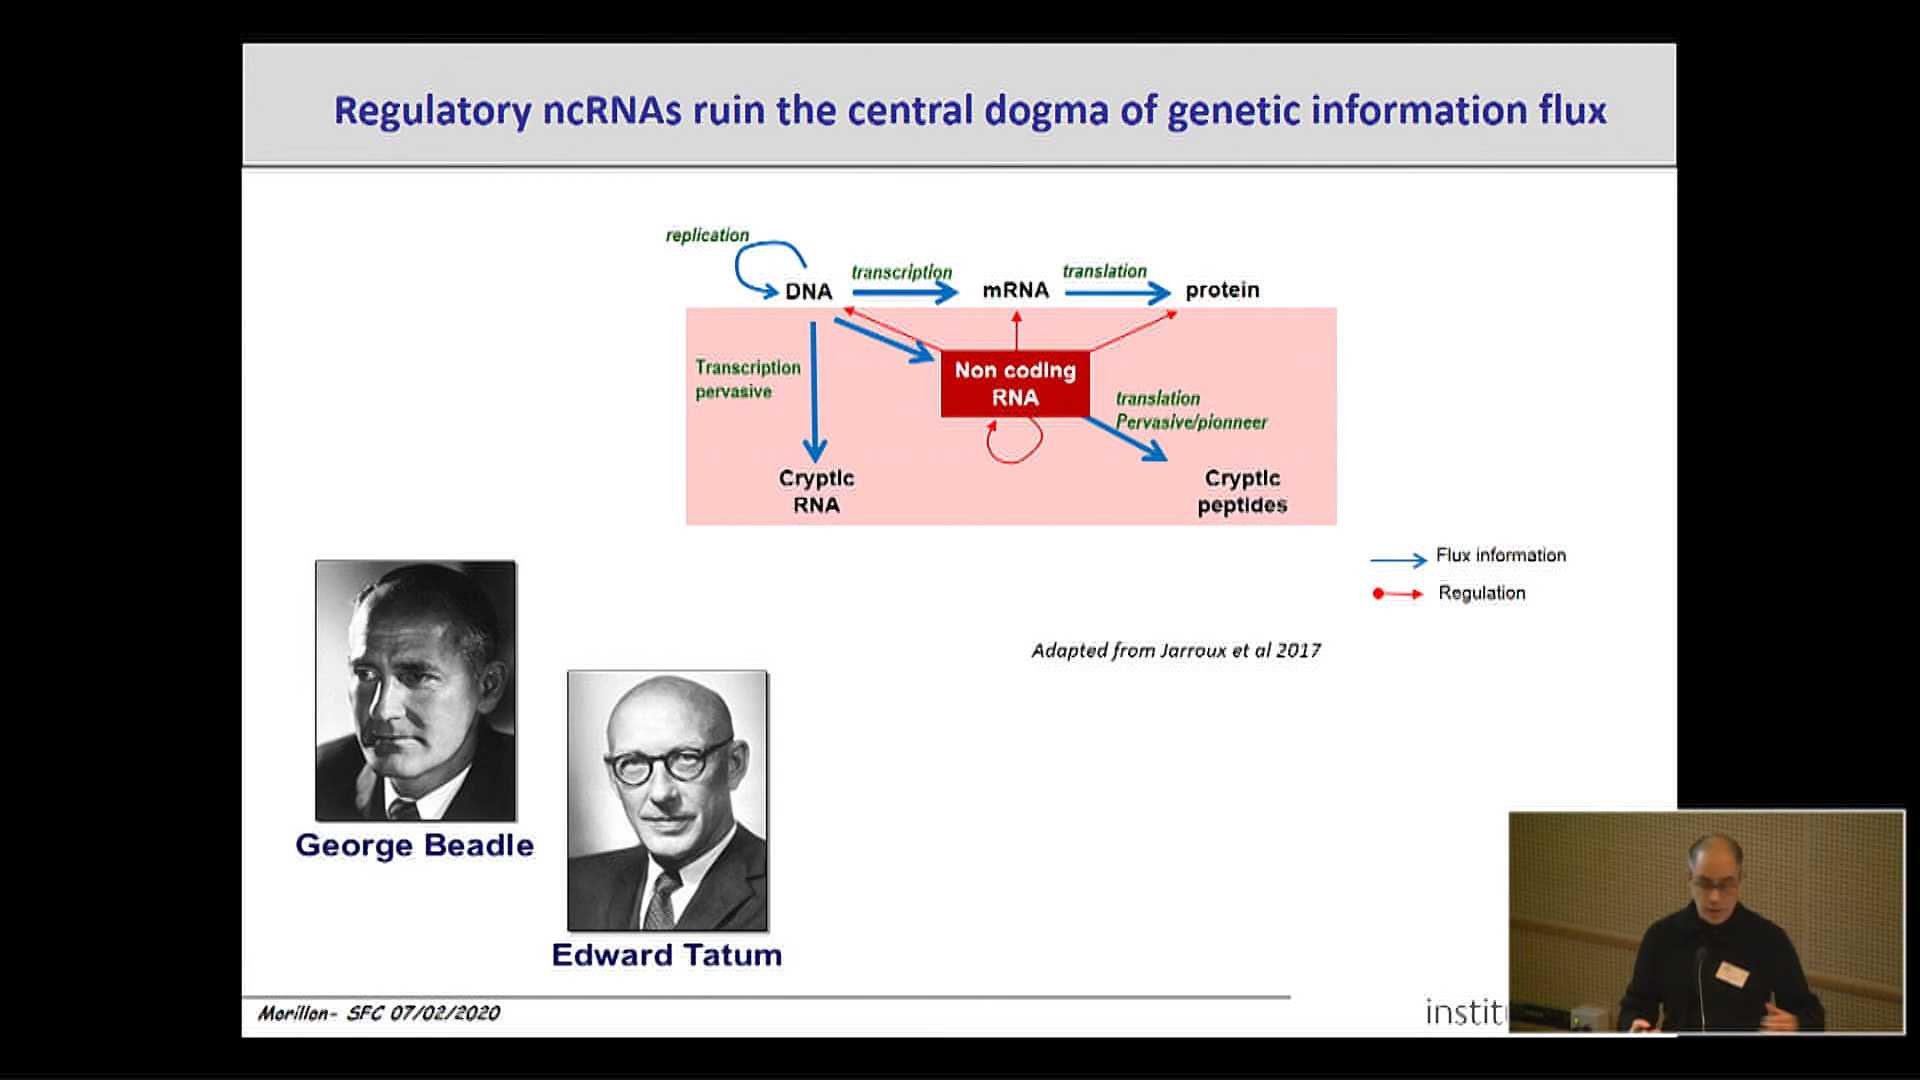 Regulatory ncRNAs ruin the central dogma of genetic information flux
replication
transcription
translation
DNA
mRNA
protein
Transcription
pervasive
Non coding
RNA
translation
Pervasive/pionneer
Cryptic
RNA
Cryptic
peptides
Flux information
Regulation
Adapted from Jarroux et al 2017
George Beadle
Edward Tatum
Morillon- SFC 07/02/2020
instit